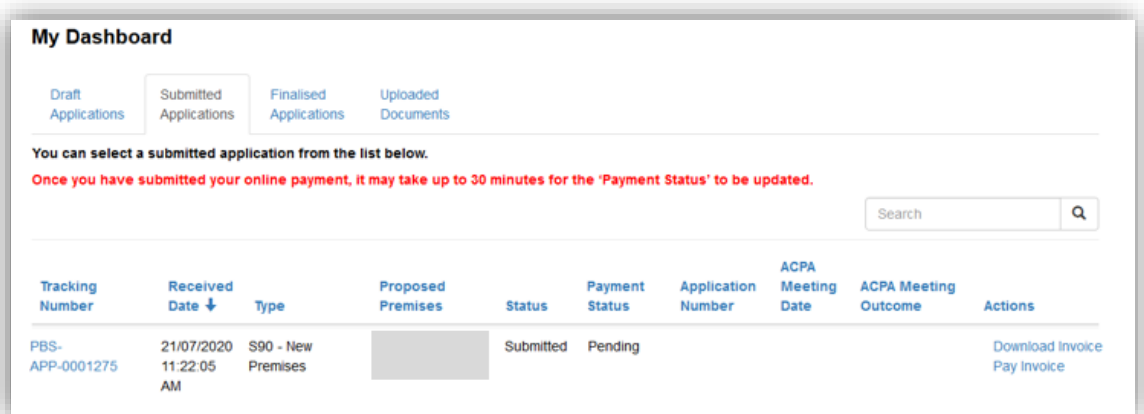 My Dashboard
Draft Applications
Submitted Applications
Finalised Applications
Uploaded Documents
You can select a submitted application from the list below.
Once you have submitted your online payment, it may take up to 30 minutes for the ‘Payment Status’ to be updated.
Search
Tracking Number
Received Date ↓
Type
Proposed Premises
Status
Payment Status
Application Number
ACPA Meeting Date
ACPA Meeting Outcome
Actions
PBS-APP-0001275
21/07/2020 11:22:05 AM
S90 - New Premises
Submitted
Pending
Download Invoice
Pay Invoice